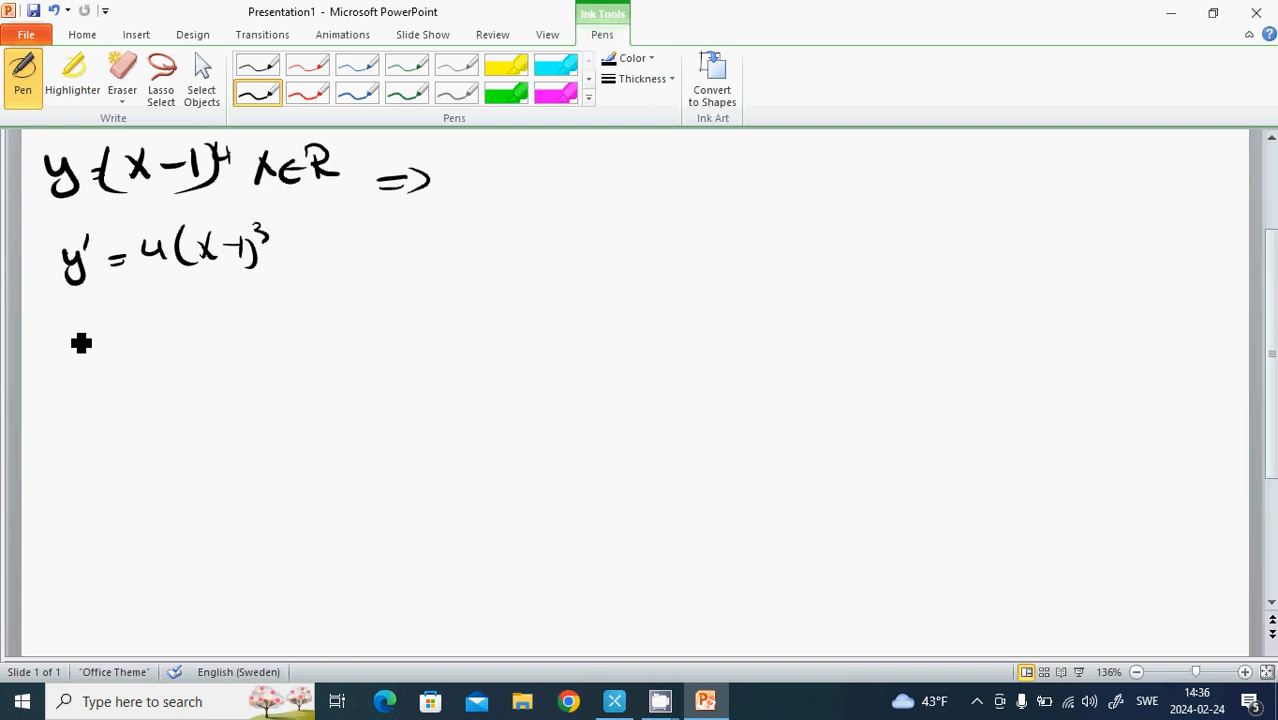 Presentation1 - Microsoft PowerPoint
Ink Tools
File Home Insert Design Transitions Animations Slide Show Review View Pens
Pen Highlighter Eraser Lasso Select Select Objects
Color
Thickness
Convert to Shapes
Write Pens Ink Art
y=(x-1)⁴ x∈R =>
y' = 4(x-1)³
Slide 1 of 1 "Office Theme" English (Sweden) 136%
Type here to search 43°F SWE 14:36
2024-02-24 5